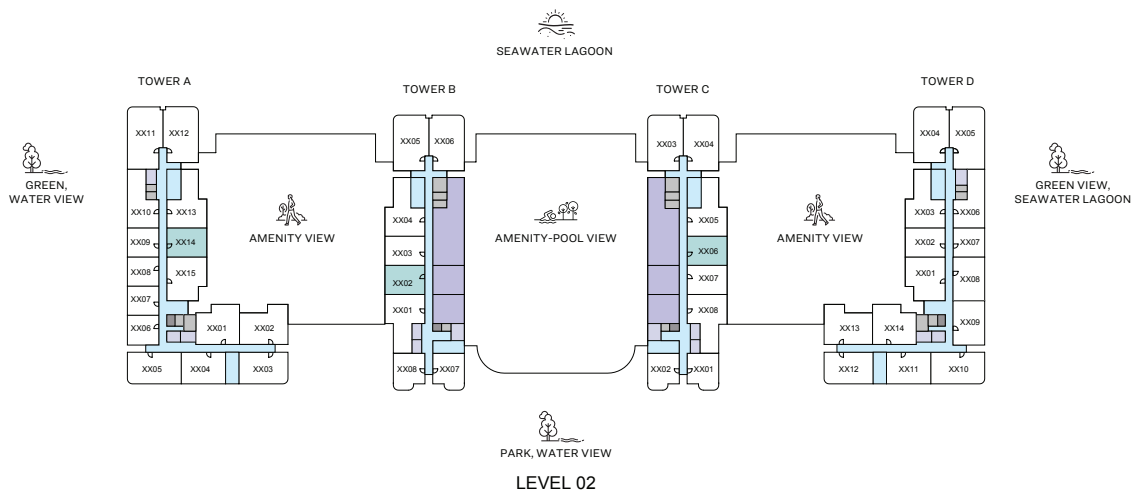 SEAWATER LAGOON
TOWER A
TOWER B
TOWER C
TOWER D
GREEN,
WATER VIEW
AMENITY VIEW
AMENITY-POOL VIEW
AMENITY VIEW
GREEN VIEW,
SEAWATER LAGOON
XX11 XX12
XX10 XX13
XX09 XX14
XX08 XX15
XX07
XX06 XX01 XX02
XX05 XX04 XX03
XX05 XX06
XX04
XX03
XX02
XX01
XX08 XX07
XX03 XX04
XX05
XX06
XX07
XX08
XX02 XX01
XX04 XX05
XX03 XX06
XX02 XX07
XX01 XX08
XX13 XX14 XX09
XX12 XX11 XX10
PARK, WATER VIEW
LEVEL 02